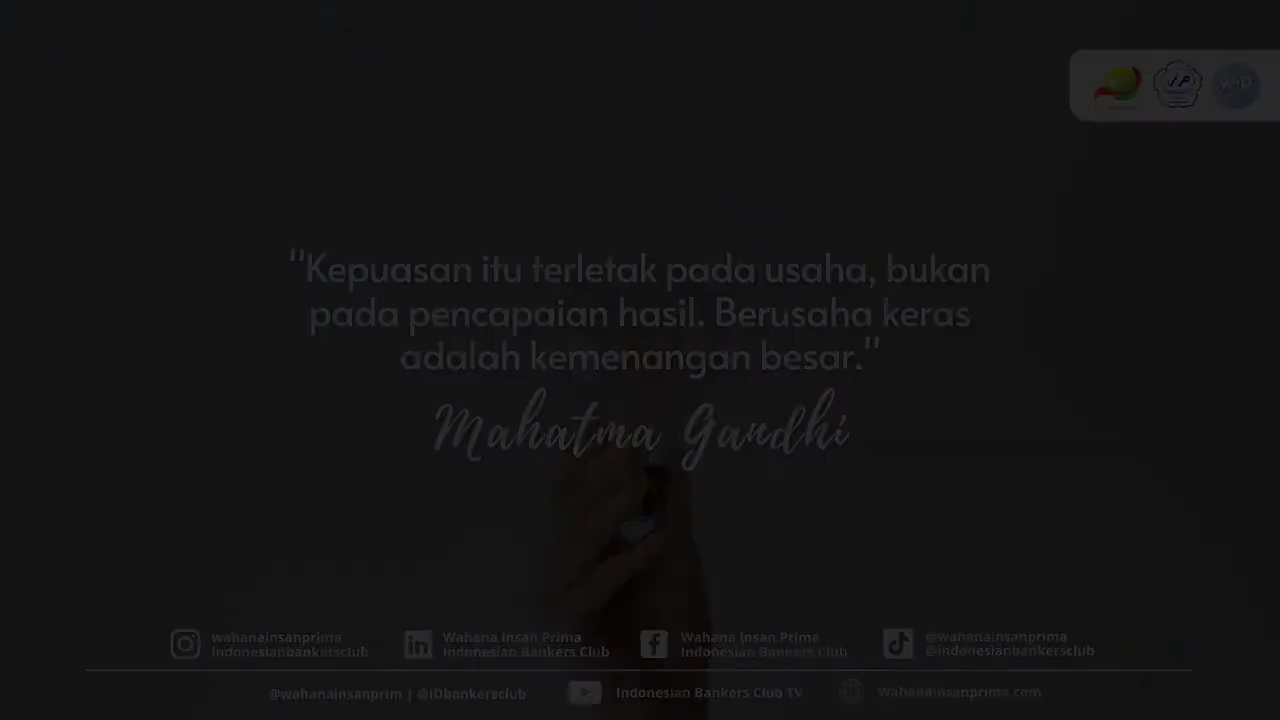 "Kepuasan itu terletak pada usaha, bukan
pada pencapaian hasil. Berusaha keras
adalah kemenangan besar."
Mahatma Gandhi
wahanainsanprima
Indonesianbankersclub
Wahana Insan Prima
Indonesian Bankers Club
Wahana Insan Prima
Indonesian Bankers Club
@wahanainsanprima
@indonesianbankersclub
@wahanainsanprim | @IDbankersclub
Indonesian Bankers Club TV
Wahanainsanprima.com